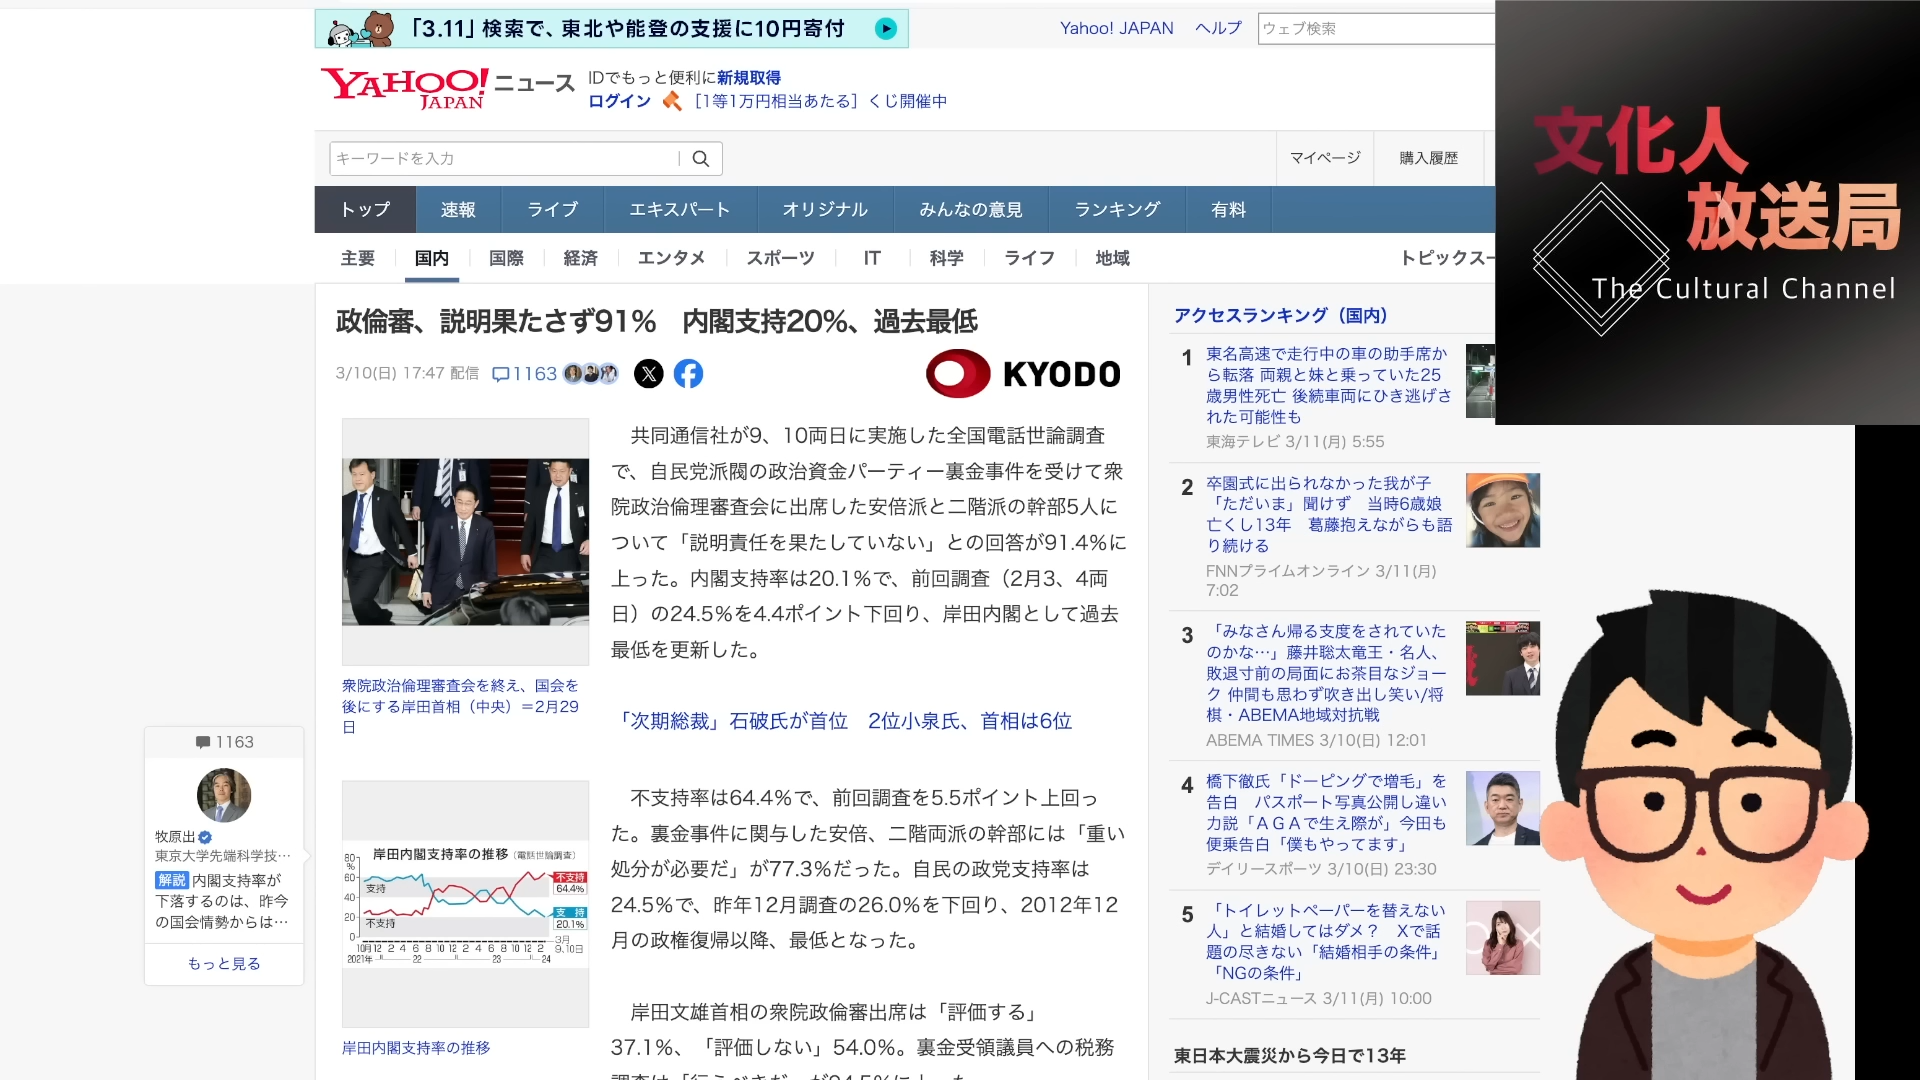 「3.11」検索で、東北や能登の支援に10円寄付
Yahoo! JAPAN ヘルプ ウェブ検索
YAHOO! JAPAN ニュース
IDでもっと便利に新規取得
ログイン [1等1万円相当あたる]くじ開催中
キーワードを入力
マイページ 購入履歴
トップ 速報 ライブ エキスパート オリジナル みんなの意見 ランキング 有料
主要 国内 国際 経済 エンタメ スポーツ IT 科学 ライフ 地域 トピックス一
文化人
放送局
The Cultural Channel
政倫審、説明果たさず91% 内閣支持20%、過去最低
3/10(日) 17:47 配信 1163
KYODO
共同通信社が9、10両日に実施した全国電話世論調査
で、自民党派閥の政治資金パーティー裏金事件を受けて衆
院政治倫理審査会に出席した安倍派と二階派の幹部5人に
ついて「説明責任を果たしていない」との回答が91.4%に
上った。内閣支持率は20.1%で、前回調査（2月3、4両
日）の24.5%を4.4ポイント下回り、岸田内閣として過去
最低を更新した。
衆院政治倫理審査会を終え、国会を
後にする岸田首相（中央）＝2月29
日
「次期総裁」石破氏が首位 2位小泉氏、首相は6位
不支持率は64.4%で、前回調査を5.5ポイント上回っ
た。裏金事件に関与した安倍、二階両派の幹部には「重い
処分が必要だ」が77.3%だった。自民の政党支持率は
24.5%で、昨年12月調査の26.0%を下回り、2012年12
月の政権復帰以降、最低となった。
岸田内閣支持率の推移（電話世論調査）
80
%
60
40
20
0
支持
不支持
不支持
64.4%
支持
20.1%
3月
9,10日
10月12 2 4 6 8 10 12 2 4 6 8 10 12 2
2021年 22 23 24
岸田内閣支持率の推移
岸田文雄首相の衆院政倫審出席は「評価する」
37.1%、「評価しない」54.0%。裏金受領議員への税務
1163
牧原出
東京大学先端科学技…
解説 内閣支持率が
下落するのは、昨今
の国会情勢からは…
もっと見る
アクセスランキング（国内）
1 東名高速で走行中の車の助手席か
ら転落 両親と妹と乗っていた25
歳男性死亡 後続車両にひき逃げさ
れた可能性も
東海テレビ 3/11(月) 5:55
2 卒園式に出られなかった我が子
「ただいま」聞けず 当時6歳娘
亡くし13年 葛藤抱えながらも語
り続ける
FNNプライムオンライン 3/11(月)
7:02
3 「みなさん帰る支度をされていた
のかな…」藤井聡太竜王・名人、
敗退寸前の局面にお茶目なジョー
ク 仲間も思わず吹き出し笑い/将
棋・ABEMA地域対抗戦
ABEMA TIMES 3/10(日) 12:01
4 橋下徹氏「ドーピングで増毛」を
告白 パスポート写真公開し違い
力説「ＡＧＡで生え際が」今田も
便乗告白「僕もやってます」
デイリースポーツ 3/10(日) 23:30
5 「トイレットペーパーを替えない
人」と結婚してはダメ？ Xで話
題の尽きない「結婚相手の条件」
「NGの条件」
J-CASTニュース 3/11(月) 10:00
東日本大震災から今日で13年